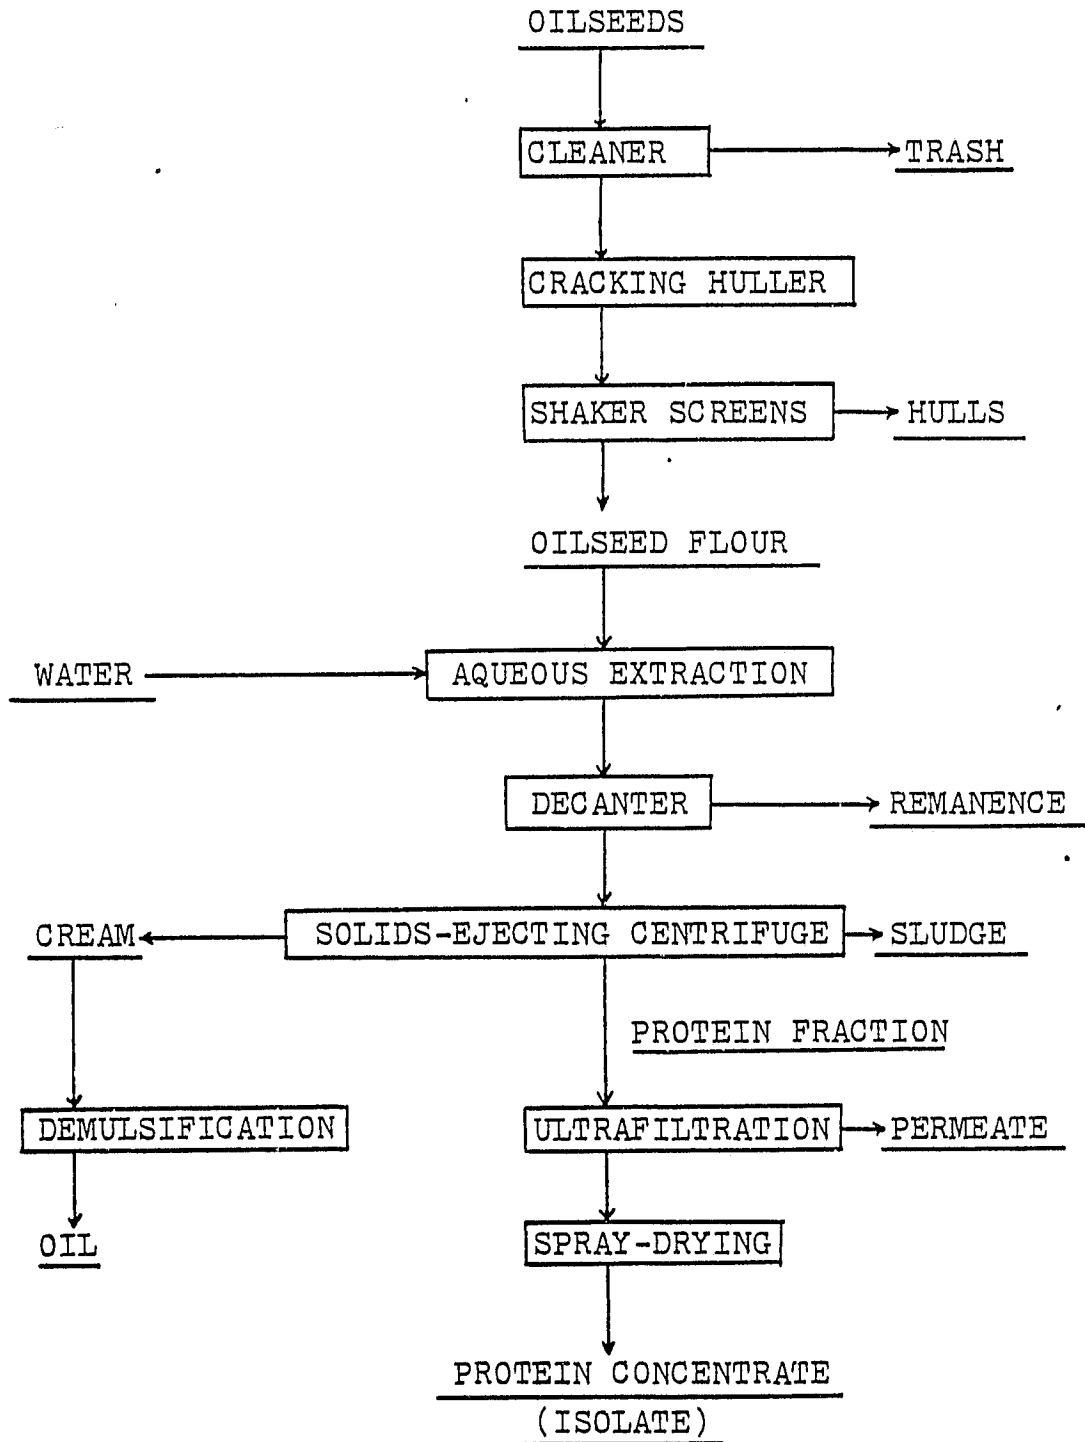 OILSEEDS
CLEANER
TRASH
CRACKING HULLER
SHAKER SCREENS
HULLS
OILSEED FLOUR
WATER
AQUEOUS EXTRACTION
DECANTER
REMANENCE
CREAM
SOLIDS-EJECTING CENTRIFUGE
SLUDGE
PROTEIN FRACTION
DEMULSIFICATION
ULTRAFILTRATION
PERMEATE
OIL
SPRAY-DRYING
PROTEIN CONCENTRATE
(ISOLATE)